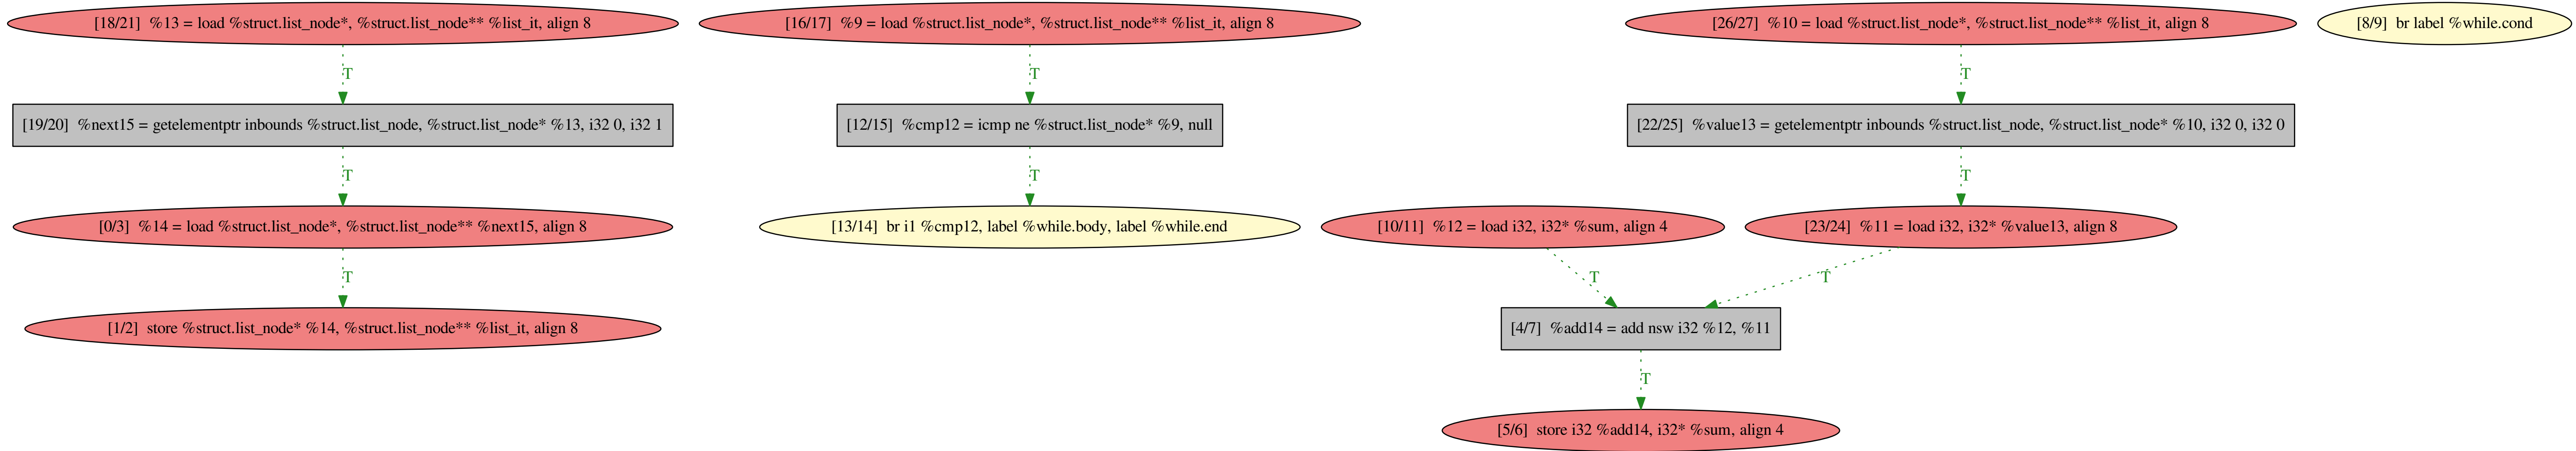 [18/21]  %13 = load %struct.list_node*, %struct.list_node** %list_it, align 8
[16/17]  %9 = load %struct.list_node*, %struct.list_node** %list_it, align 8
[26/27]  %10 = load %struct.list_node*, %struct.list_node** %list_it, align 8
[8/9]  br label %while.cond
T
T
T
[19/20]  %next15 = getelementptr inbounds %struct.list_node, %struct.list_node* %13, i32 0, i32 1
[12/15]  %cmp12 = icmp ne %struct.list_node* %9, null
[22/25]  %value13 = getelementptr inbounds %struct.list_node, %struct.list_node* %10, i32 0, i32 0
T
T
T
[0/3]  %14 = load %struct.list_node*, %struct.list_node** %next15, align 8
[13/14]  br i1 %cmp12, label %while.body, label %while.end
[10/11]  %12 = load i32, i32* %sum, align 4
[23/24]  %11 = load i32, i32* %value13, align 8
T
T
T
[1/2]  store %struct.list_node* %14, %struct.list_node** %list_it, align 8
[4/7]  %add14 = add nsw i32 %12, %11
T
[5/6]  store i32 %add14, i32* %sum, align 4